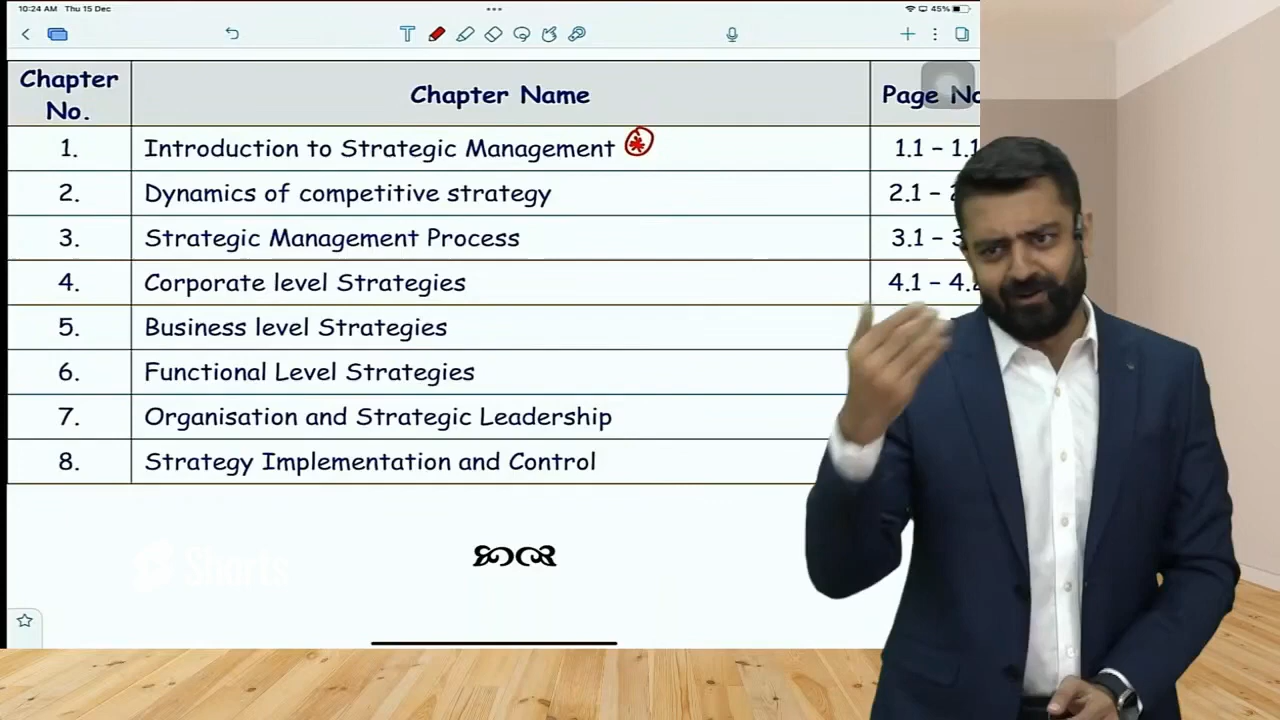 10:24 AM Thu 15 Dec
45%
Chapter No. Chapter Name Page No
1. Introduction to Strategic Management 1.1 – 1.1
2. Dynamics of competitive strategy 2.1 –
3. Strategic Management Process 3.1 – 3
4. Corporate level Strategies 4.1 – 4.
5. Business level Strategies
6. Functional Level Strategies
7. Organisation and Strategic Leadership
8. Strategy Implementation and Control
Shorts